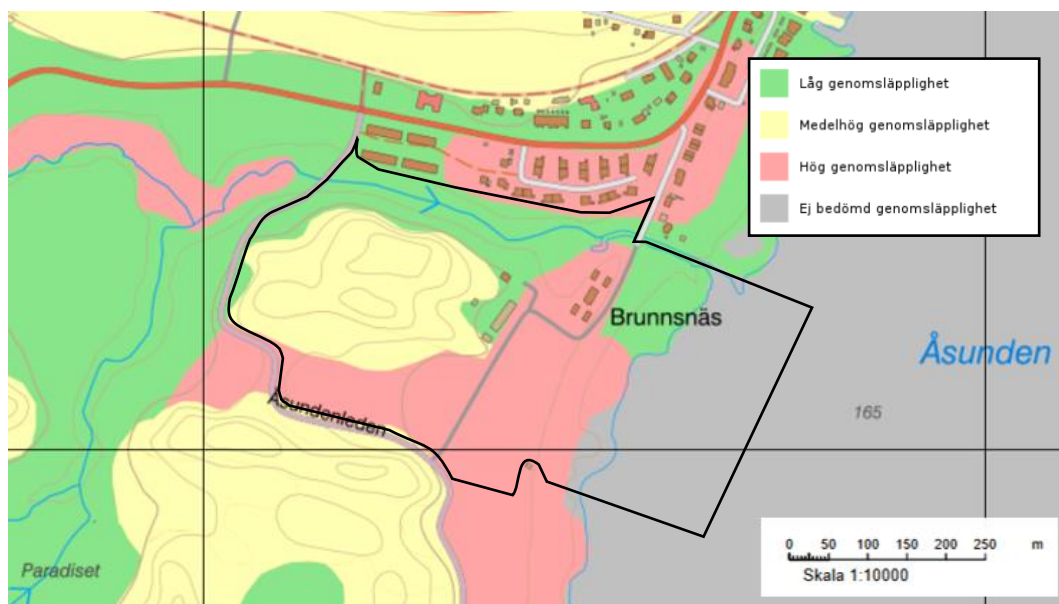 Låg genomsläpplighet
Medelhög genomsläpplighet
Hög genomsläpplighet
Ej bedömd genomsläpplighet
Brunnsnäs
Åsunden
Åsundenleden
165
Paradiset
0 50 100 150 200 250 m
Skala 1:10000